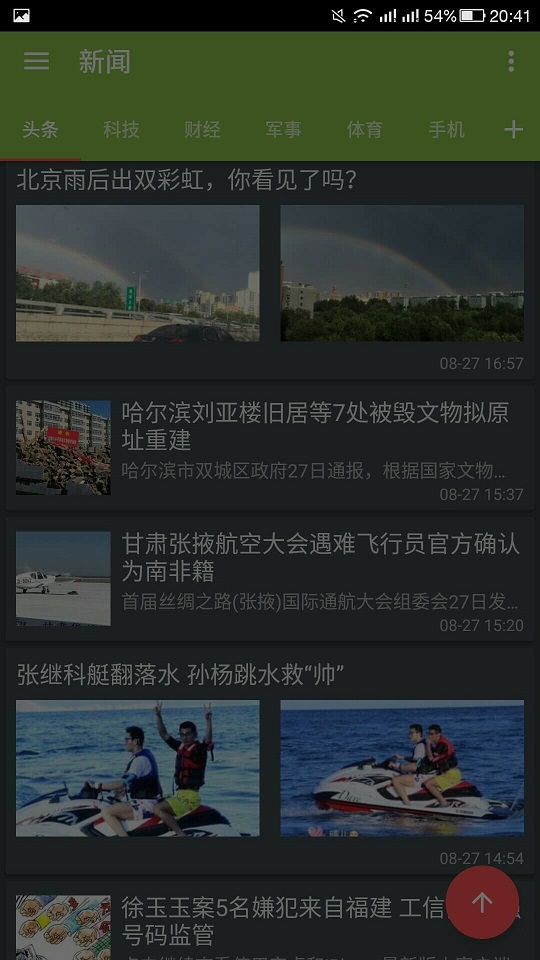 54% 20:41
新闻
头条 科技 财经 军事 体育 手机
北京雨后出双彩虹，你看见了吗？
08-27 16:57
哈尔滨刘亚楼旧居等7处被毁文物拟原
址重建
哈尔滨市双城区政府27日通报，根据国家文物...
08-27 15:37
甘肃张掖航空大会遇难飞行员官方确认
为南非籍
首届丝绸之路(张掖)国际通航大会组委会27日发...
08-27 15:20
张继科艇翻落水 孙杨跳水救“帅”
08-27 14:54
徐玉玉案5名嫌犯来自福建 工信
号码监管